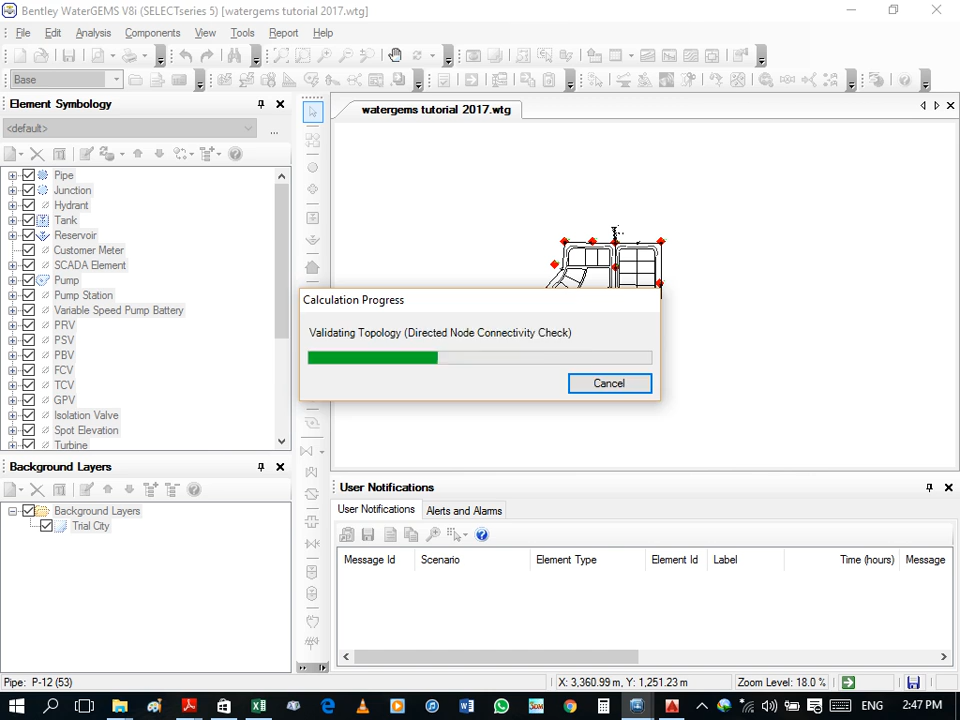 Bentley WaterGEMS V8i (SELECTseries 5) [watergems tutorial 2017.wtg]
File Edit Analysis Components View Tools Report Help
Base
Element Symbology
<default>
...
Pipe
Junction
Hydrant
Tank
Reservoir
Customer Meter
SCADA Element
Pump
Pump Station
Variable Speed Pump Battery
PRV
PSV
PBV
FCV
TCV
GPV
Isolation Valve
Spot Elevation
Turbine
Background Layers
Background Layers
Trial City
watergems tutorial 2017.wtg
Calculation Progress
Validating Topology (Directed Node Connectivity Check)
Cancel
User Notifications
User Notifications Alerts and Alarms
Message Id Scenario Element Type Element Id Label Time (hours) Message
Pipe: P-12 (53) X: 3,360.99 m, Y: 1,251.23 m Zoom Level: 18.0 %
ENG 2:47 PM